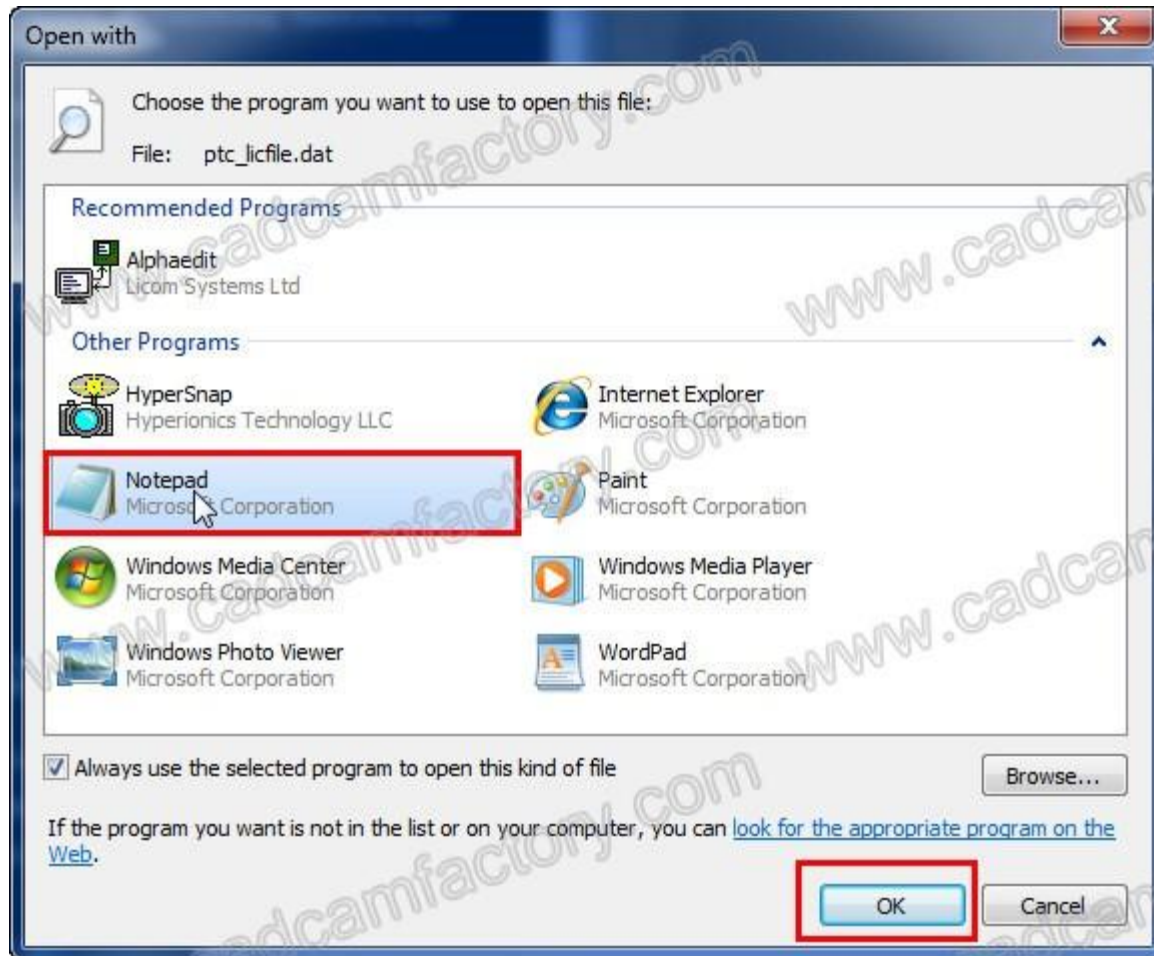 Open with
Choose the program you want to use to open this file:
File: ptc_licfile.dat
Recommended Programs
Alphaedit
Licom Systems Ltd
Other Programs
HyperSnap
Hyperionics Technology LLC
Internet Explorer
Microsoft Corporation
Notepad
Microsoft Corporation
Paint
Microsoft Corporation
Windows Media Center
Microsoft Corporation
Windows Media Player
Microsoft Corporation
Windows Photo Viewer
Microsoft Corporation
WordPad
Microsoft Corporation
Always use the selected program to open this kind of file
Browse...
If the program you want is not in the list or on your computer, you can look for the appropriate program on the
Web.
OK
Cancel
www.cadcamfactory.com